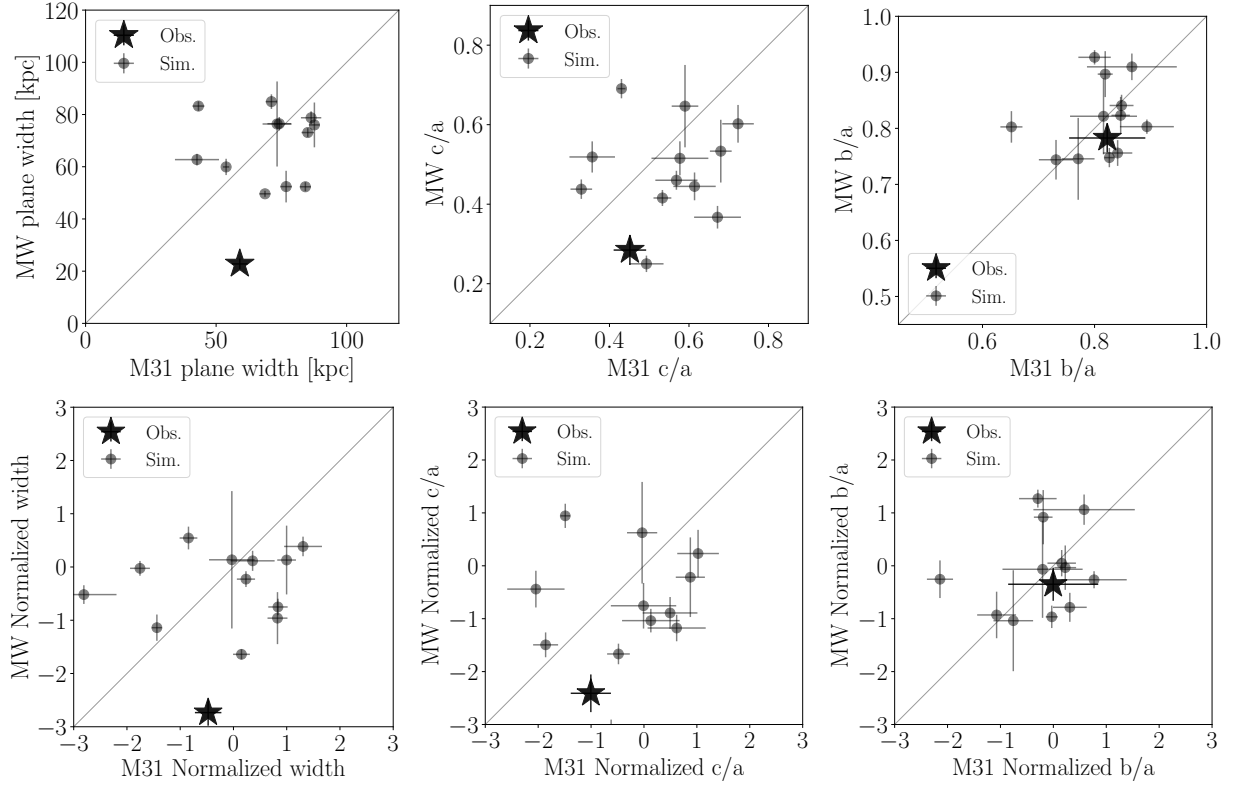 MW plane width [kpc]
120
100
80
60
40
20
0
Obs.
Sim.
0 50 100
M31 plane width [kpc]
MW c/a
0.8
0.6
0.4
0.2
Obs.
Sim.
0.2 0.4 0.6 0.8
M31 c/a
MW b/a
1.0
0.9
0.8
0.7
0.6
0.5
Obs.
Sim.
0.6 0.8 1.0
M31 b/a
MW Normalized width
3
2
1
0
−1
−2
−3
Obs.
Sim.
−3 −2 −1 0 1 2 3
M31 Normalized width
MW Normalized c/a
3
2
1
0
−1
−2
−3
Obs.
Sim.
−3 −2 −1 0 1 2 3
M31 Normalized c/a
MW Normalized b/a
3
2
1
0
−1
−2
−3
Obs.
Sim.
−3 −2 −1 0 1 2 3
M31 Normalized b/a